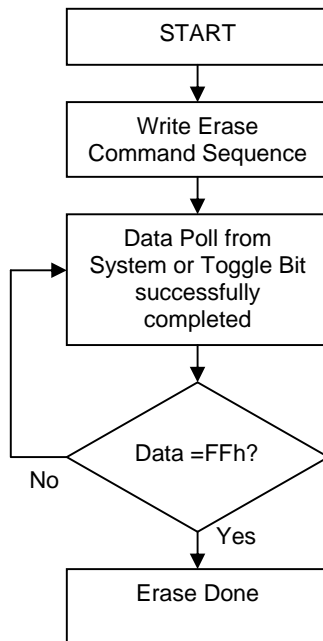 START
Write Erase
Command Sequence
Data Poll from
System or Toggle Bit
successfully
completed
Data =FFh?
No
Yes
Erase Done